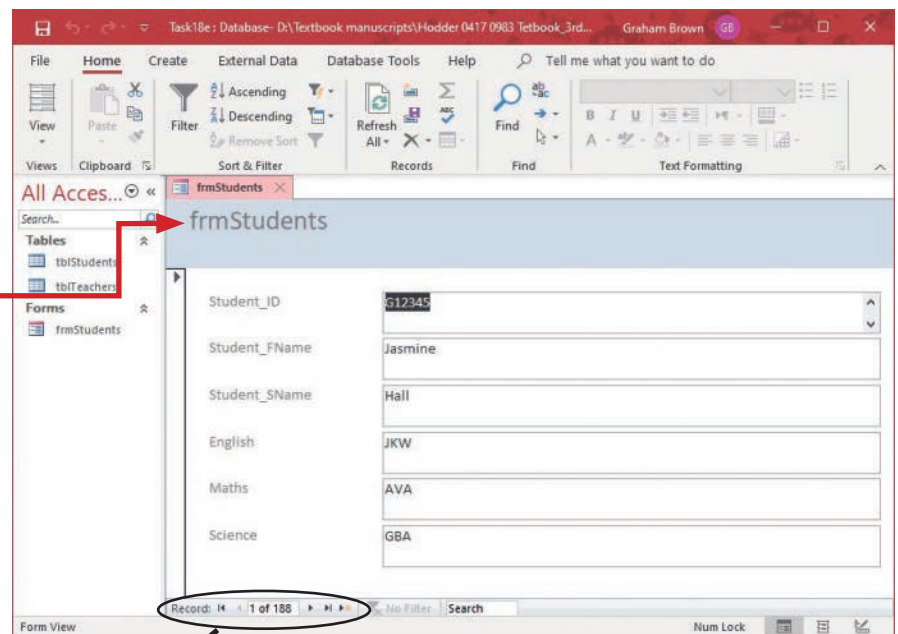 Task18e : Database- D:\Textbook manuscripts\Hodder 0417 0983 Tetbook_3rd... Graham Brown GB
File Home Create External Data Database Tools Help Tell me what you want to do
View Paste Filter Ascending Descending Remove Sort Refresh All Find ab ac ABC B I U A
Views Clipboard Sort & Filter Records Find Text Formatting
All Acces...
Search...
Tables
tblStudents
tblTeachers
Forms
frmStudents
frmStudents
frmStudents
Student_ID G12345
Student_FName Jasmine
Student_SName Hall
English JKW
Maths AVA
Science GBA
Record: 1 of 188 No Filter Search
Form View Num Lock